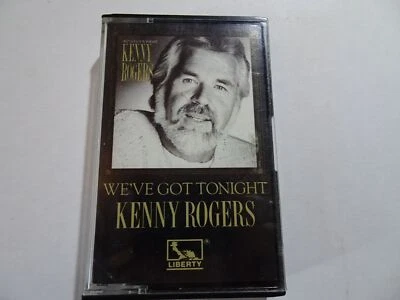 KENNY
ROGERS
WE'VE GOT TONIGHT
KENNY ROGERS
®
LIBERTY